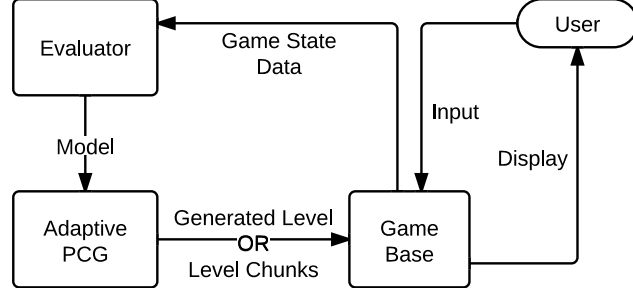 Evaluator
Game State
Data
User
Input
Model
Display
Adaptive
PCG
Generated Level
OR
Level Chunks
Game
Base